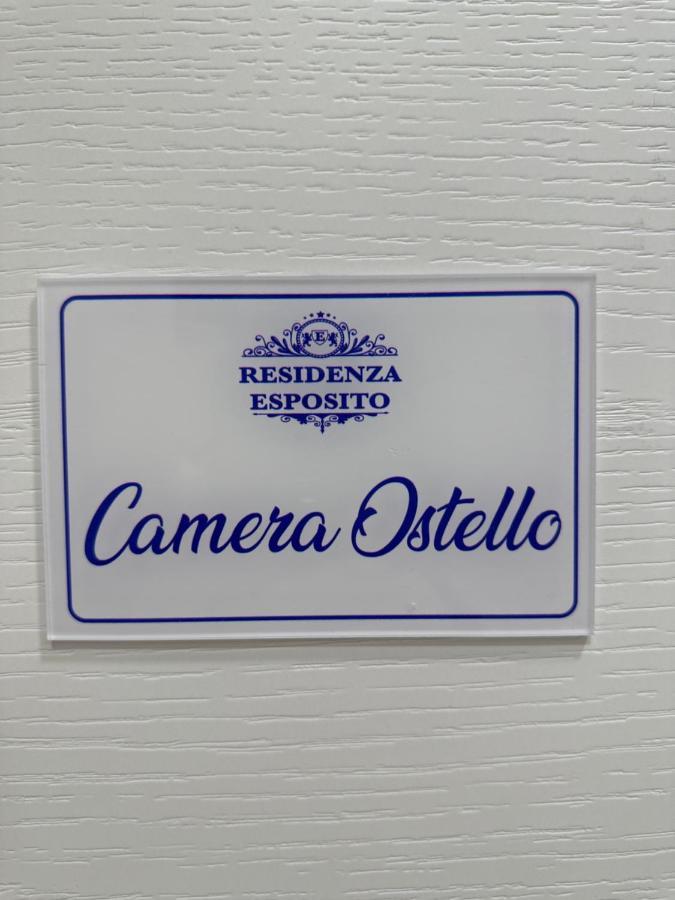 E
RESIDENZA
ESPOSITO
Camera Ostello